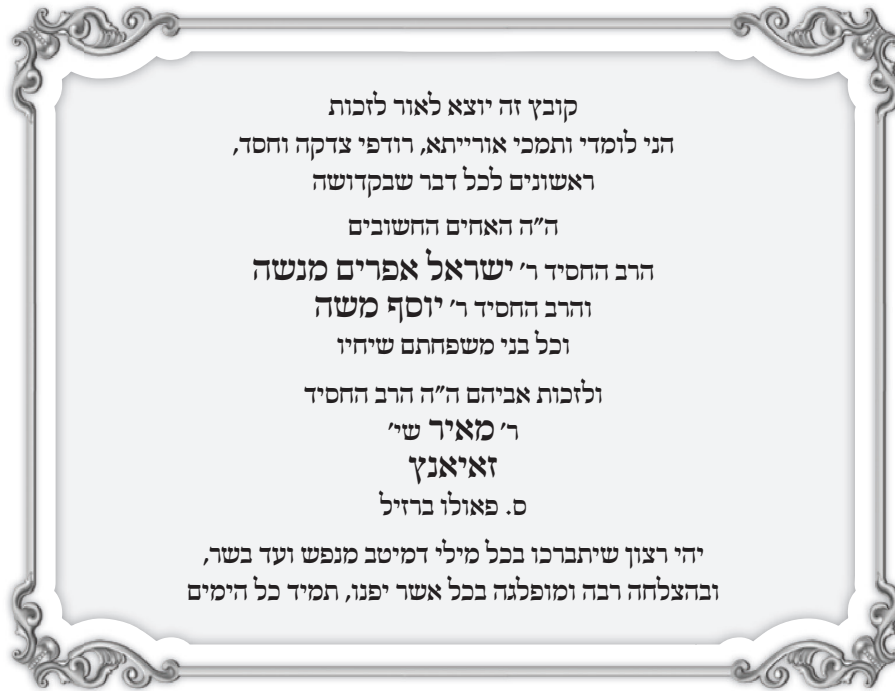 קובץ זה יוצא לאור לזכות
הני לומדי ותמכי אורייתא, רודפי צדקה וחסד,
ראשונים לכל דבר שבקדושה
ה״ה האחים החשובים
הרב החסיד ר׳ ישראל אפרים מנשה
והרב החסיד ר׳ יוסף משה
וכל בני משפחתם שיחיו
ולזכות אביהם ה״ה הרב החסיד
ר׳ מאיר שי׳
זאיאנץ
ס. פאולו ברזיל
יהי רצון שיתברכו בכל מילי דמיטב מנפש ועד בשר,
ובהצלחה רבה ומופלגה בכל אשר יפנו, תמיד כל הימים